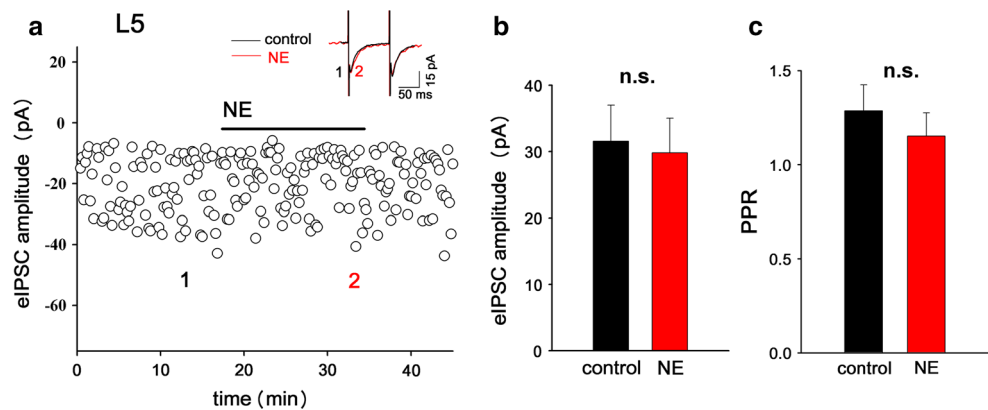 a
L5
control
NE
1 2
15 pA
50 ms
NE
eIPSC amplitude (pA)
20
0
-20
-40
-60
1
2
0 10 20 30 40
time (min)
b
n.s.
eIPSC amplitude (pA)
40
30
20
10
0
control NE
c
n.s.
PPR
1.5
1.0
0.5
0.0
control NE